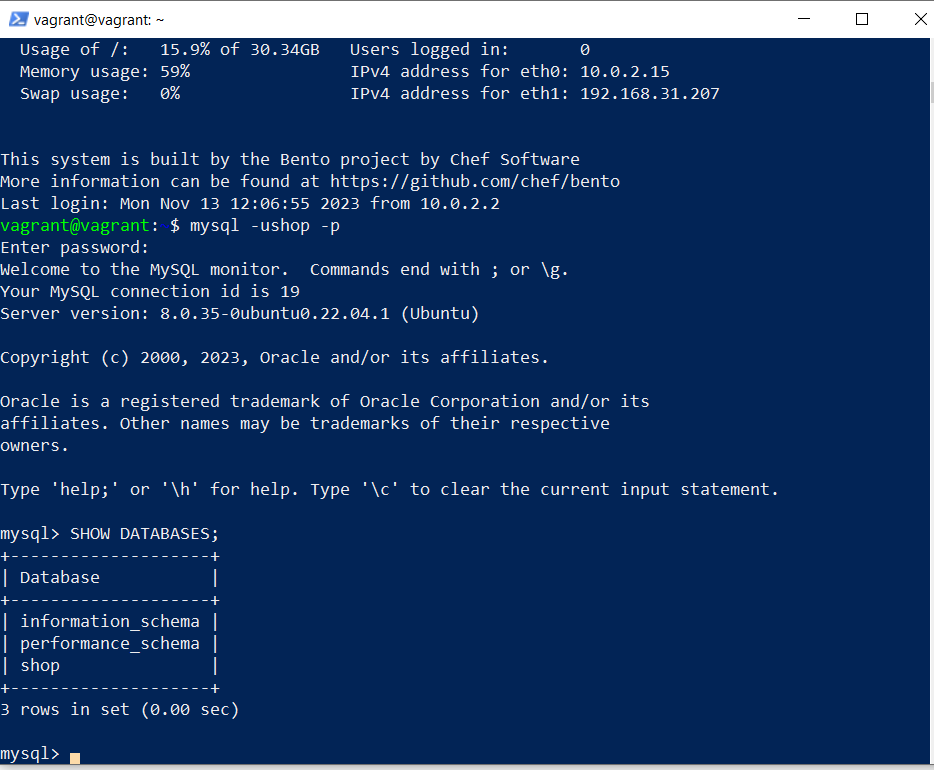 vagrant@vagrant: ~
  Usage of /:   15.9% of 30.34GB   Users logged in:       0
  Memory usage: 59%                IPv4 address for eth0: 10.0.2.15
  Swap usage:   0%                 IPv4 address for eth1: 192.168.31.207
This system is built by the Bento project by Chef Software
More information can be found at https://github.com/chef/bento
Last login: Mon Nov 13 12:06:55 2023 from 10.0.2.2
vagrant@vagrant: $ mysql -ushop -p
Enter password:
Welcome to the MySQL monitor.  Commands end with ; or \g.
Your MySQL connection id is 19
Server version: 8.0.35-0ubuntu0.22.04.1 (Ubuntu)
Copyright (c) 2000, 2023, Oracle and/or its affiliates.
Oracle is a registered trademark of Oracle Corporation and/or its
affiliates. Other names may be trademarks of their respective
owners.
Type 'help;' or '\h' for help. Type '\c' to clear the current input statement.
mysql> SHOW DATABASES;
+--------------------+
| Database           |
+--------------------+
| information_schema |
| performance_schema |
| shop               |
+--------------------+
3 rows in set (0.00 sec)
mysql>